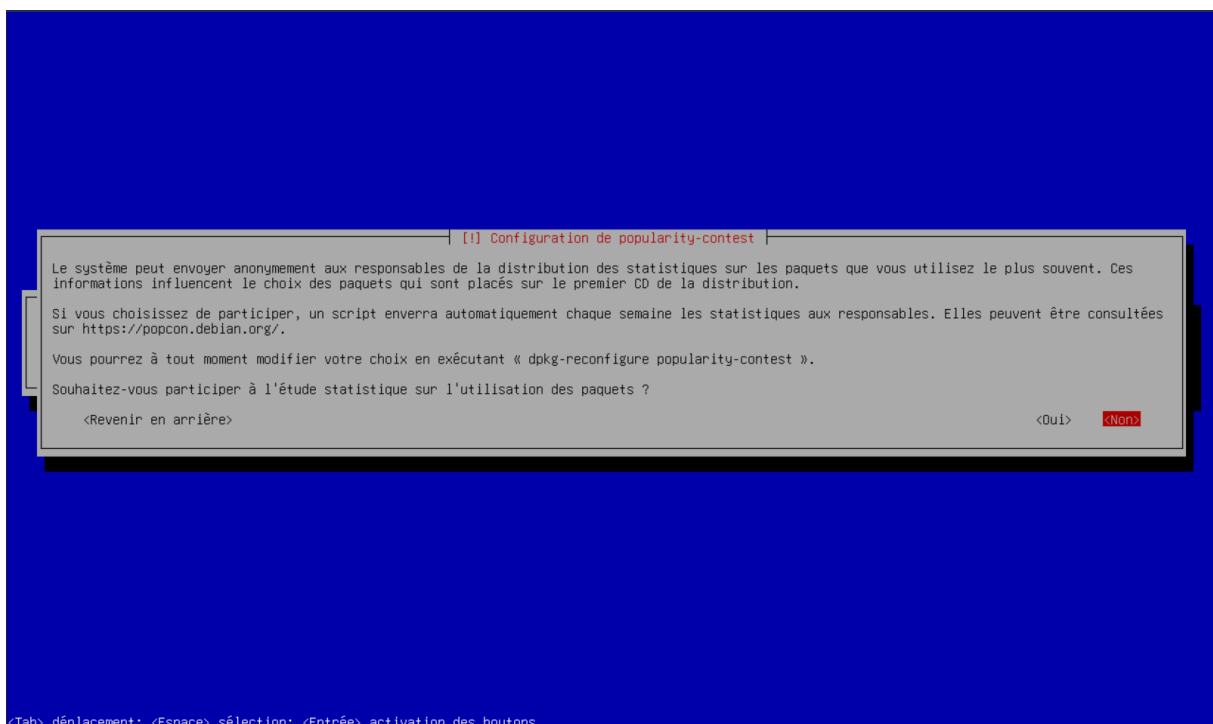 [!] Configuration de popularity-contest
Le système peut envoyer anonymement aux responsables de la distribution des statistiques sur les paquets que vous utilisez le plus souvent. Ces
informations influencent le choix des paquets qui sont placés sur le premier CD de la distribution.
Si vous choisissez de participer, un script enverra automatiquement chaque semaine les statistiques aux responsables. Elles peuvent être consultées
sur https://popcon.debian.org/.
Vous pourrez à tout moment modifier votre choix en exécutant « dpkg-reconfigure popularity-contest ».
Souhaitez-vous participer à l'étude statistique sur l'utilisation des paquets ?
<Revenir en arrière> <Oui> <Non>
<Tab> déplacement; <Espace> sélection; <Entrée> activation des boutons